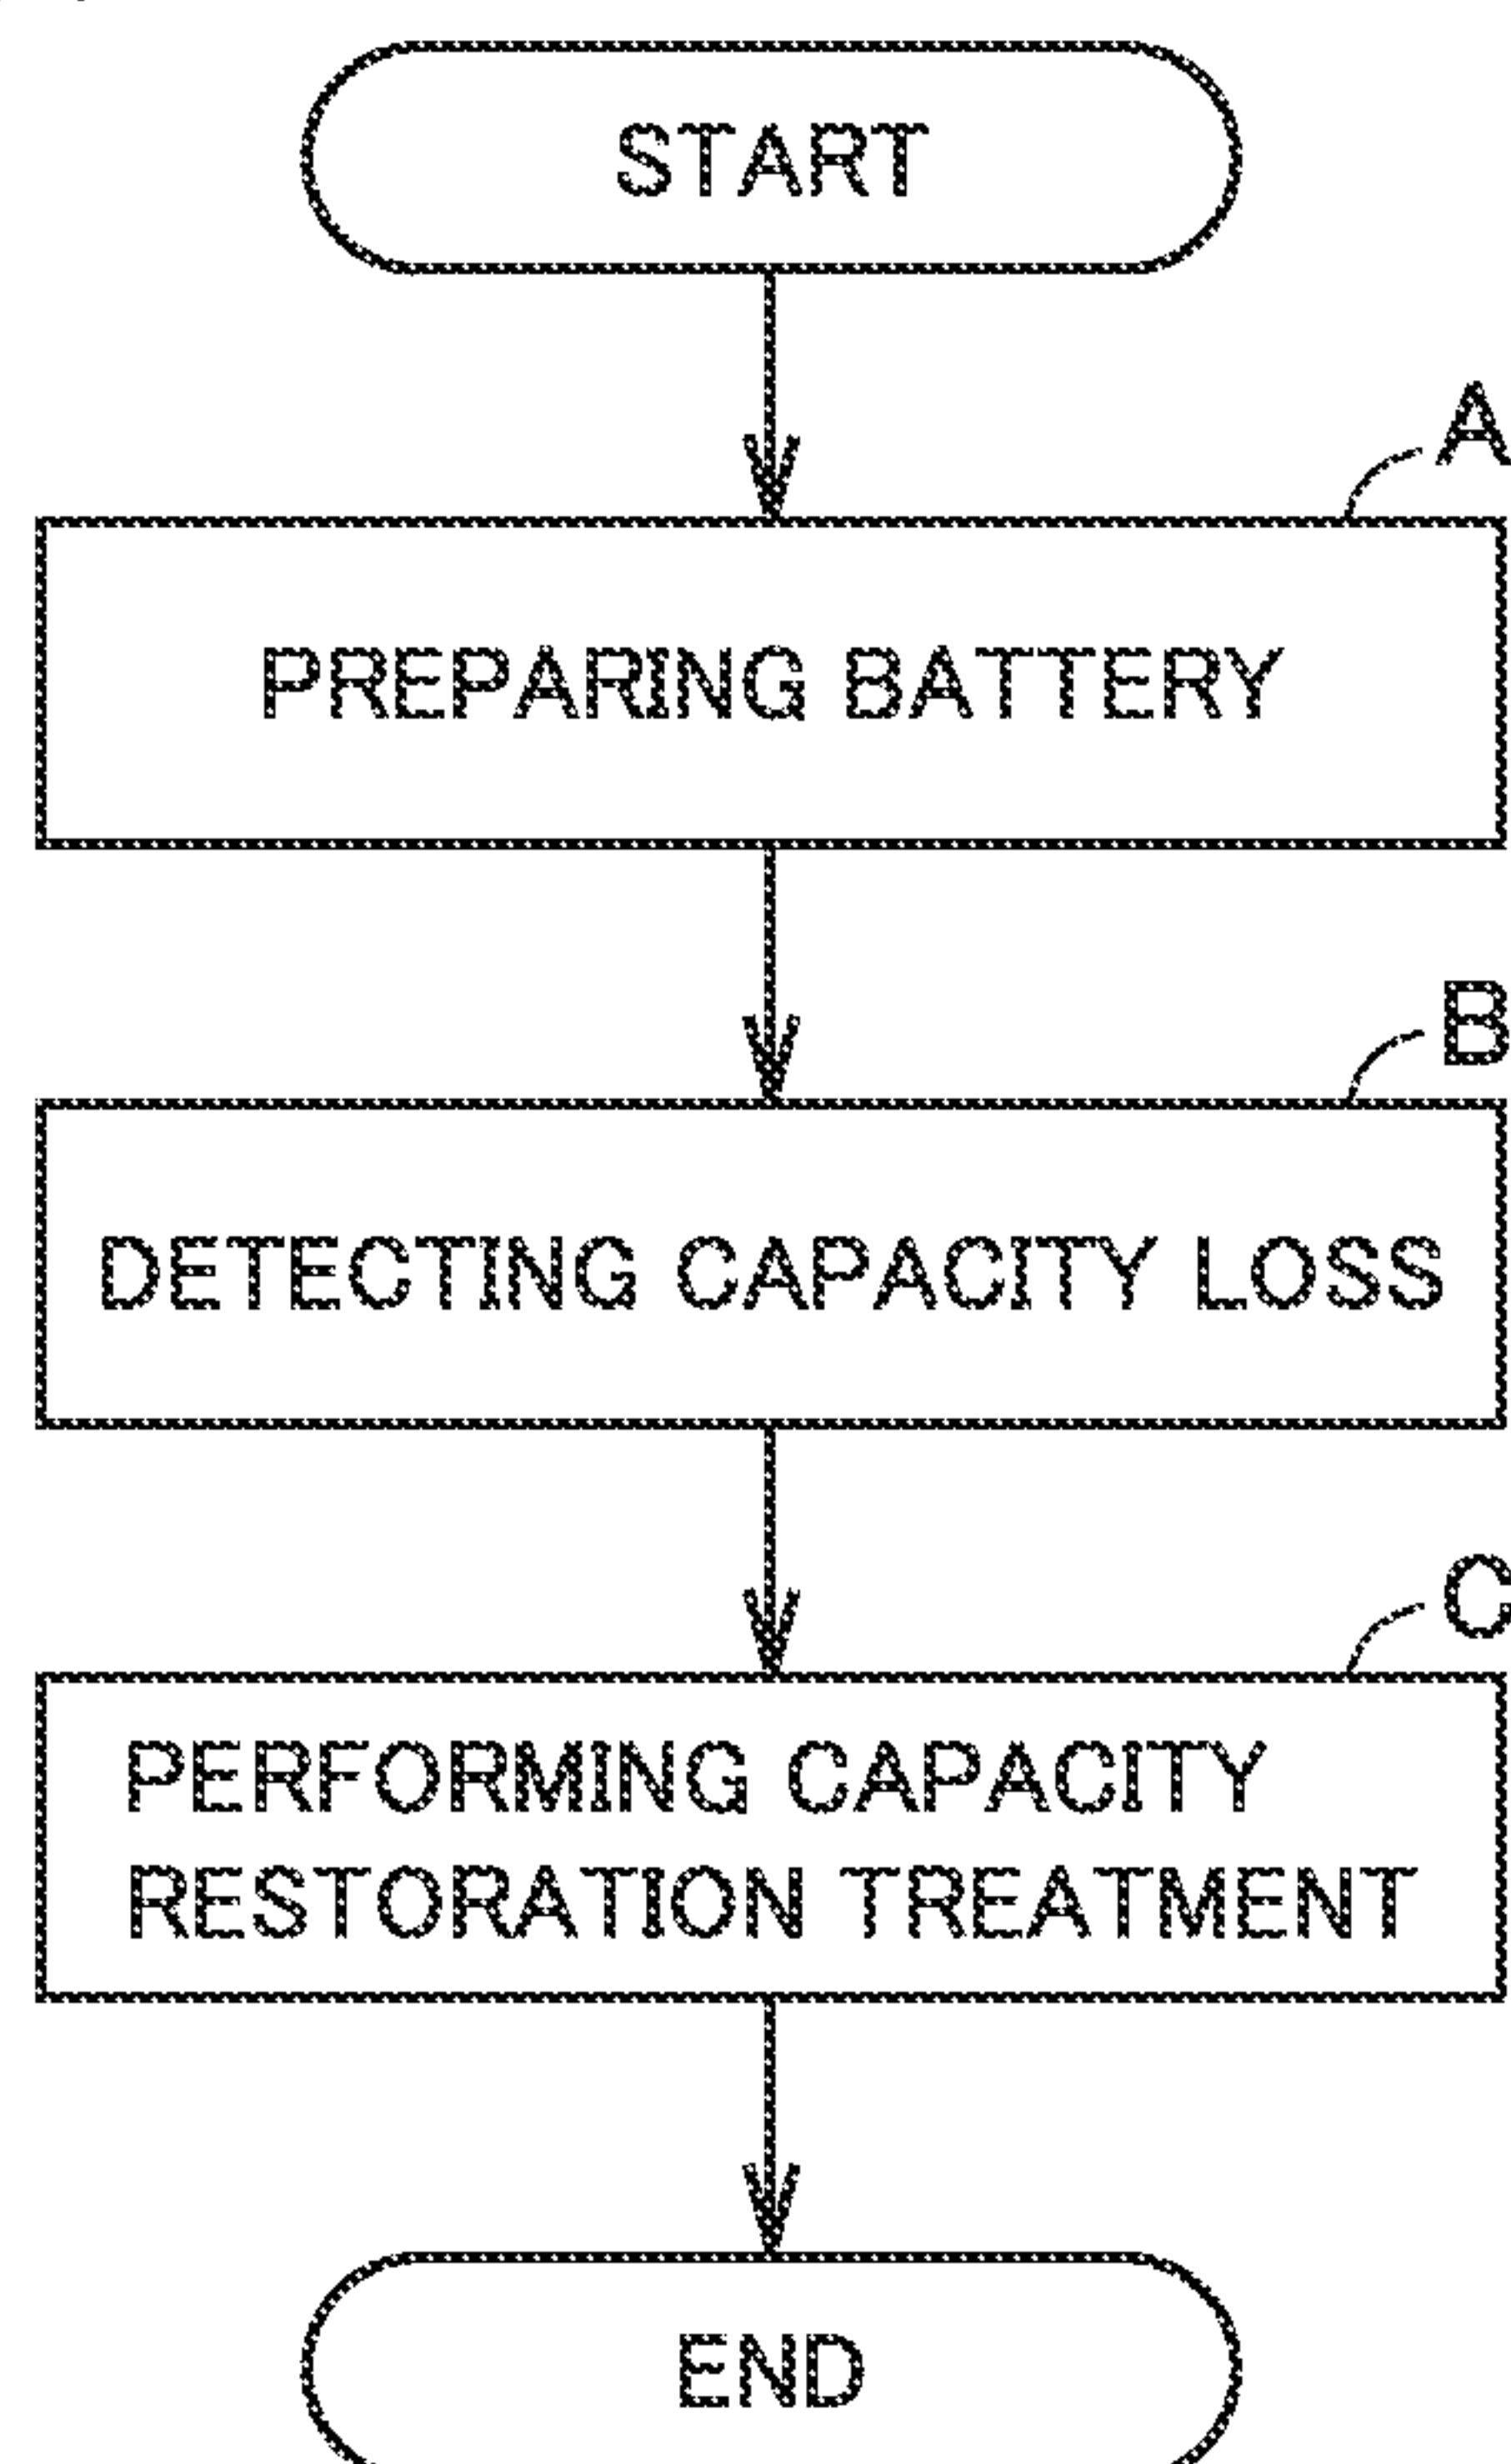 START
A
PREPARING BATTERY
B
DETECTING CAPACITY LOSS
C
PERFORMING CAPACITY
RESTORATION TREATMENT
END